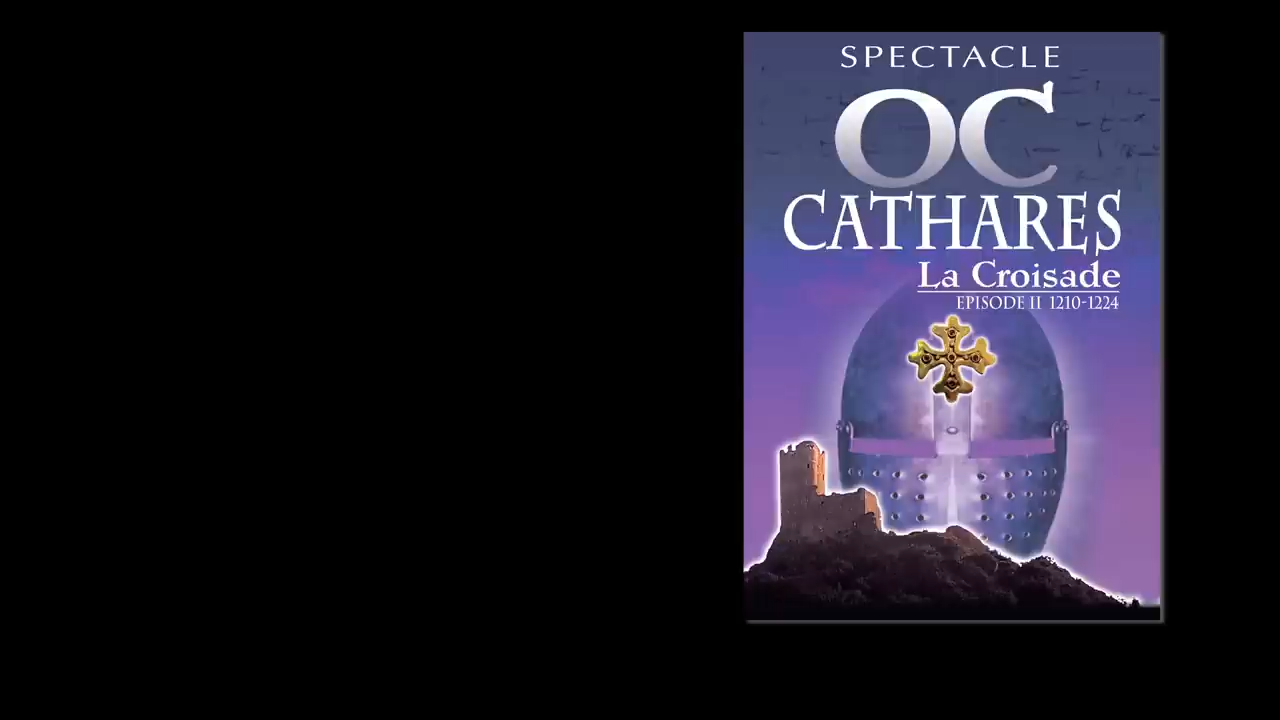 SPECTACLE
OC
CATHARES
La Croisade
EPISODE II 1210-1224